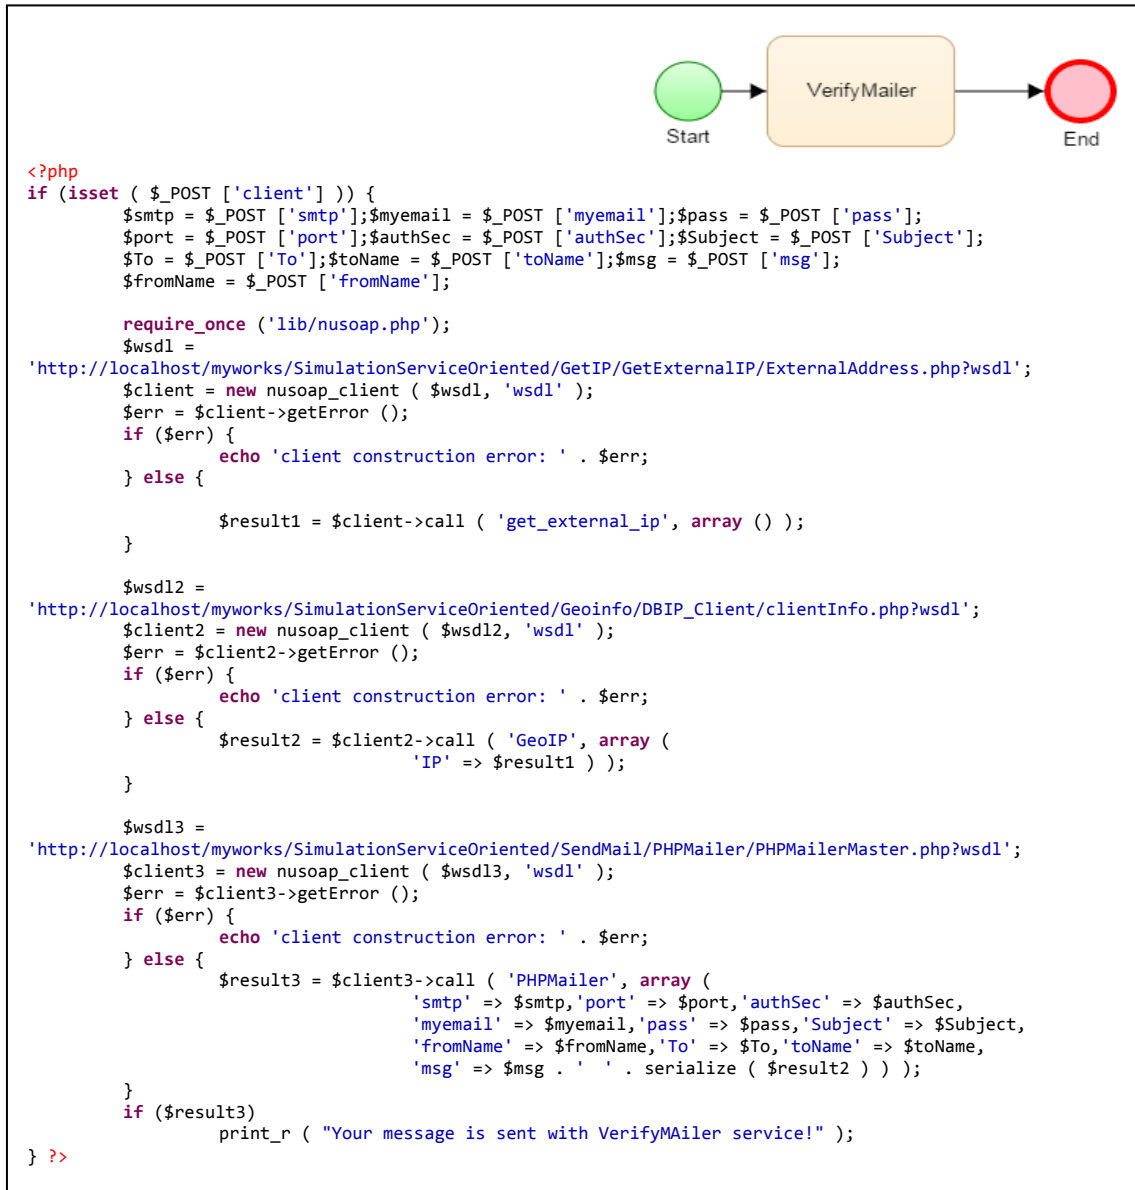 VerifyMailer
Start
End
<?php
if (isset ( $_POST ['client'] )) {
$smtp = $_POST ['smtp'];$myemail = $_POST ['myemail'];$pass = $_POST ['pass'];
$port = $_POST ['port'];$authSec = $_POST ['authSec'];$Subject = $_POST ['Subject'];
$To = $_POST ['To'];$toName = $_POST ['toName'];$msg = $_POST ['msg'];
$fromName = $_POST ['fromName'];
require_once ('lib/nusoap.php');
$wsdl =
'http://localhost/myworks/SimulationServiceOriented/GetIP/GetExternalIP/ExternalAddress.php?wsdl';
$client = new nusoap_client ( $wsdl, 'wsdl' );
$err = $client->getError ();
if ($err) {
echo 'client construction error: ' . $err;
} else {
$result1 = $client->call ( 'get_external_ip', array () );
}
$wsdl2 =
'http://localhost/myworks/SimulationServiceOriented/Geoinfo/DBIP_Client/clientInfo.php?wsdl';
$client2 = new nusoap_client ( $wsdl2, 'wsdl' );
$err = $client2->getError ();
if ($err) {
echo 'client construction error: ' . $err;
} else {
$result2 = $client2->call ( 'GeoIP', array (
'IP' => $result1 ) );
}
$wsdl3 =
'http://localhost/myworks/SimulationServiceOriented/SendMail/PHPMailer/PHPMailerMaster.php?wsdl';
$client3 = new nusoap_client ( $wsdl3, 'wsdl' );
$err = $client3->getError ();
if ($err) {
echo 'client construction error: ' . $err;
} else {
$result3 = $client3->call ( 'PHPMailer', array (
'smtp' => $smtp,'port' => $port,'authSec' => $authSec,
'myemail' => $myemail,'pass' => $pass,'Subject' => $Subject,
'fromName' => $fromName,'To' => $To,'toName' => $toName,
'msg' => $msg . '  ' . serialize ( $result2 ) ) );
}
if ($result3)
print_r ( "Your message is sent with VerifyMAiler service!" );
} ?>